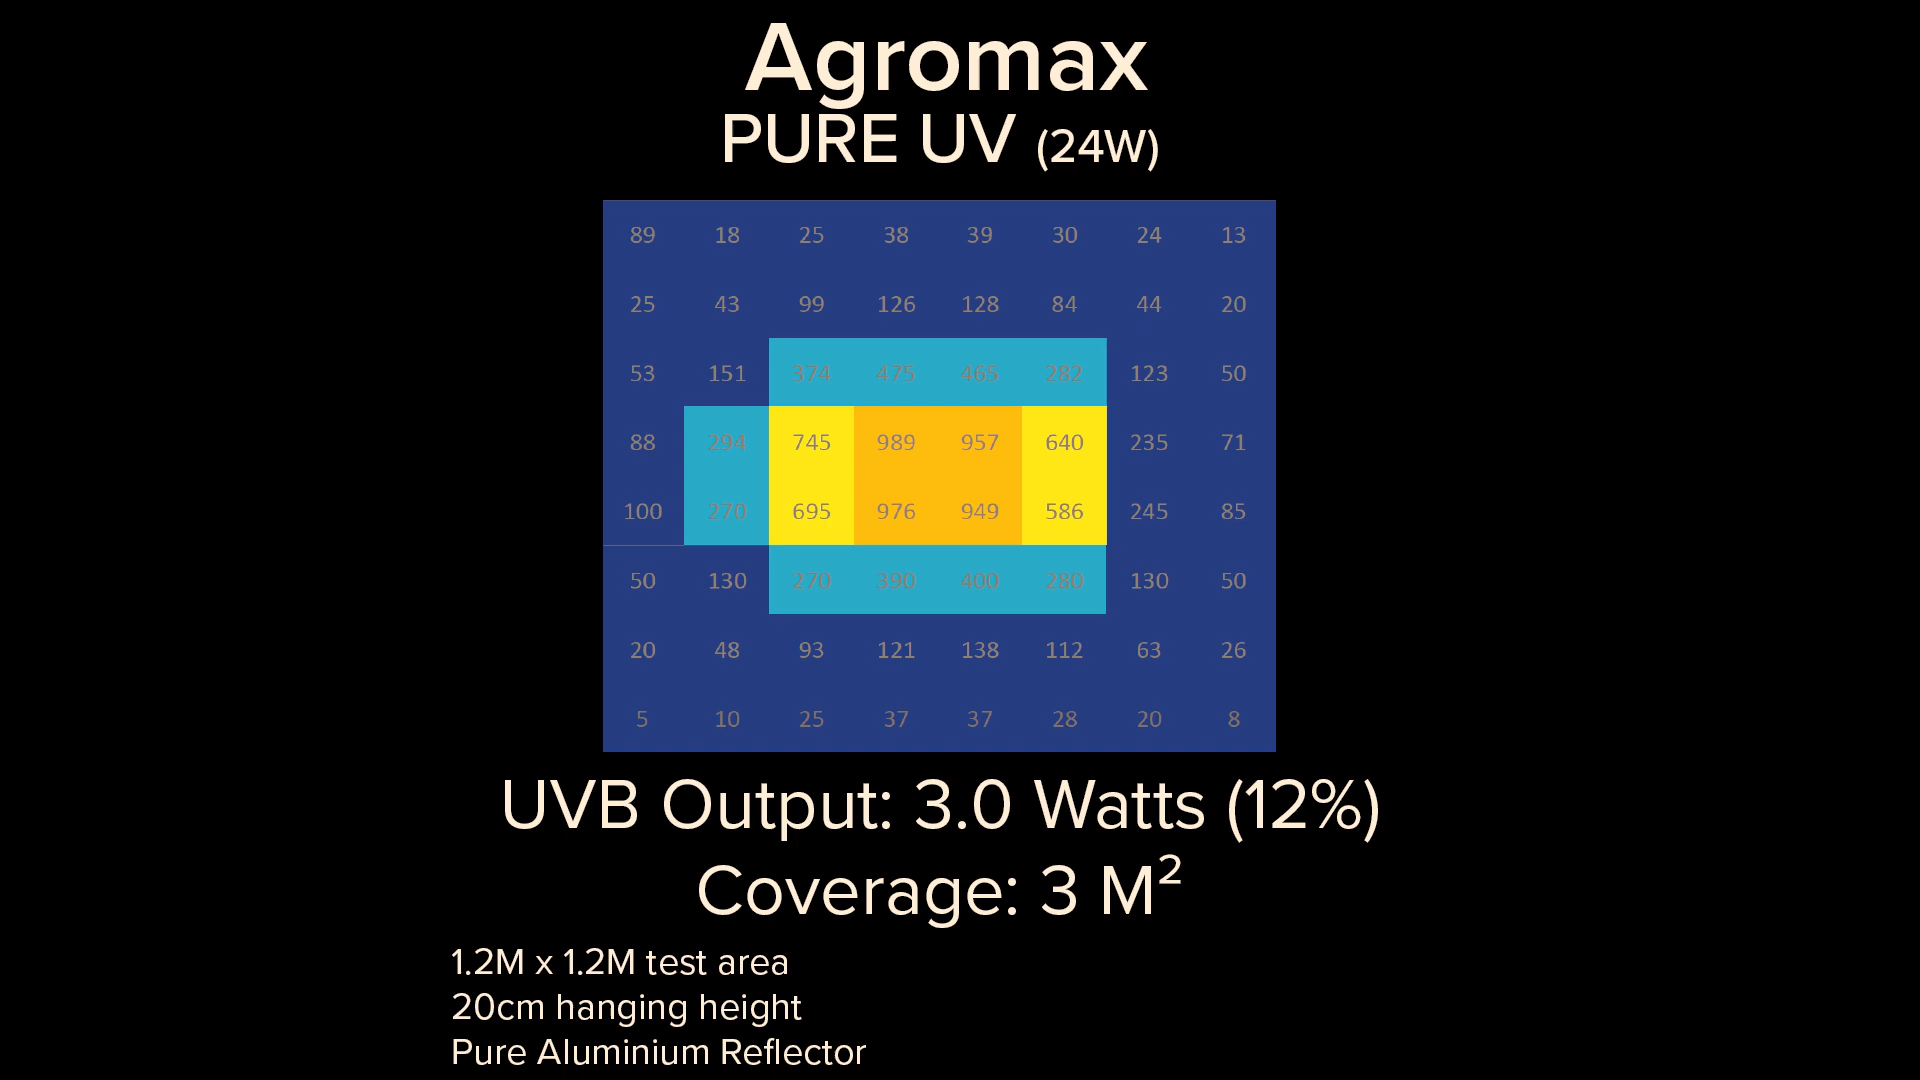 Agromax
PURE UV (24W)
89 18 25 38 39 30 24 13
25 43 99 126 128 84 44 20
53 151 374 475 465 282 123 50
88 294 745 989 957 640 235 71
100 270 695 976 949 586 245 85
50 130 270 390 400 280 130 50
20 48 93 121 138 112 63 26
5 10 25 37 37 28 20 8
UVB Output: 3.0 Watts (12%)
Coverage: 3 M²
1.2M x 1.2M test area
20cm hanging height
Pure Aluminium Reflector